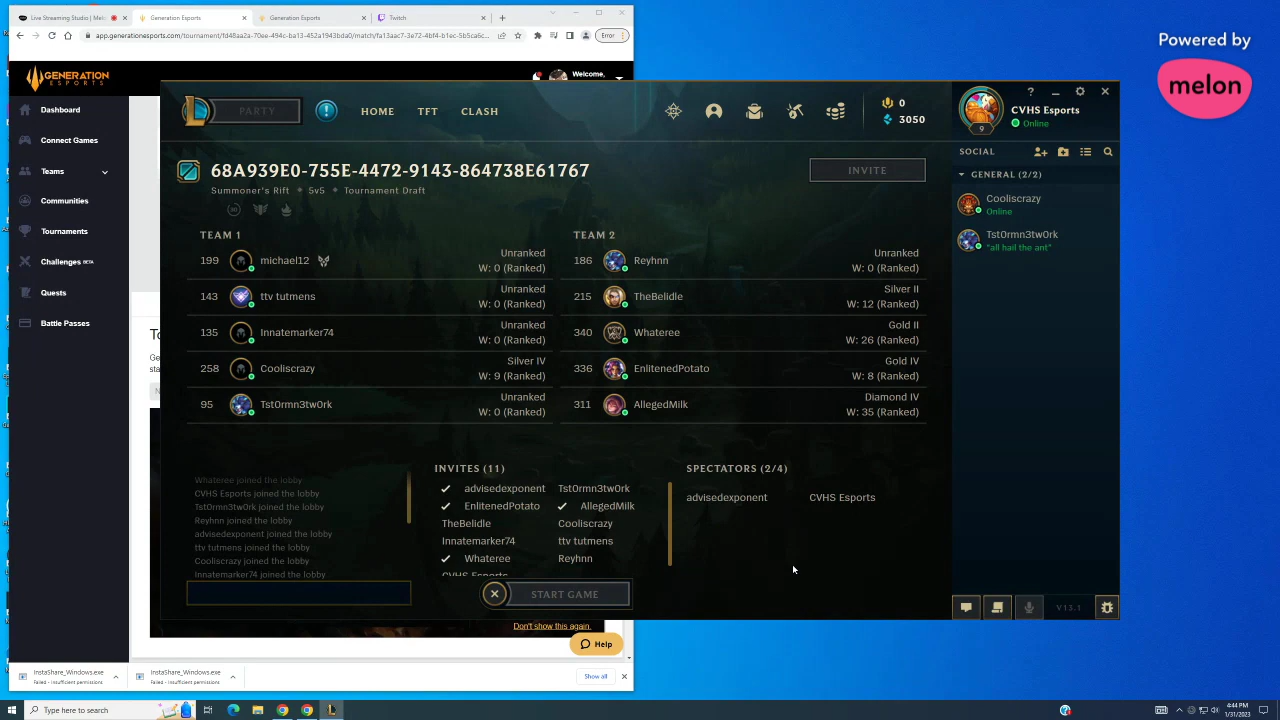 Live Streaming Studio | Melo
Generation Esports
Generation Esports
Twitch
app.generationesports.com/tournament/fd48aa2a-70ee-494c-ba13-452a1943bda0/match/fa13aac7-3e72-4bf4-b1ec-5b5ca6c...
Error
GENERATION
ESPORTS
Welcome,
Dashboard
Connect Games
Teams
Communities
Tournaments
Challenges BETA
Quests
Battle Passes
PARTY
HOME
TFT
CLASH
0
3050
68A939E0-755E-4472-9143-864738E61767
Summoner's Rift
5v5
Tournament Draft
INVITE
TEAM 1
199 michael12 Unranked
W: 0 (Ranked)
143 ttv tutmens Unranked
W: 0 (Ranked)
135 Innatemarker74 Unranked
W: 0 (Ranked)
258 Cooliscrazy Silver IV
W: 9 (Ranked)
95 Tst0rmn3tw0rk Unranked
W: 0 (Ranked)
TEAM 2
186 Reyhnn Unranked
W: 0 (Ranked)
215 TheBelidle Silver II
W: 12 (Ranked)
340 Whateree Gold II
W: 26 (Ranked)
336 EnlitenedPotato Gold IV
W: 8 (Ranked)
311 AllegedMilk Diamond IV
W: 35 (Ranked)
Whateree joined the lobby
CVHS Esports joined the lobby
Tst0rmn3tw0rk joined the lobby
Reyhnn joined the lobby
advisedexponent joined the lobby
ttv tutmens joined the lobby
Cooliscrazy joined the lobby
Innatemarker74 joined the lobby
INVITES (11)
advisedexponent Tst0rmn3tw0rk
EnlitenedPotato AllegedMilk
TheBelidle Cooliscrazy
Innatemarker74 ttv tutmens
Whateree Reyhnn
CVHS Esports
SPECTATORS (2/4)
advisedexponent CVHS Esports
START GAME
?
9
CVHS Esports
Online
SOCIAL
GENERAL (2/2)
Cooliscrazy
Online
Tst0rmn3tw0rk
"all hail the ant"
V13.1
Don't show this again.
Help
InstaShare_Windows.exe
Failed - Insufficient permissions
InstaShare_Windows.exe
Failed - Insufficient permissions
Show all
Type here to search
4:44 PM
1/31/2023
Powered by
melon